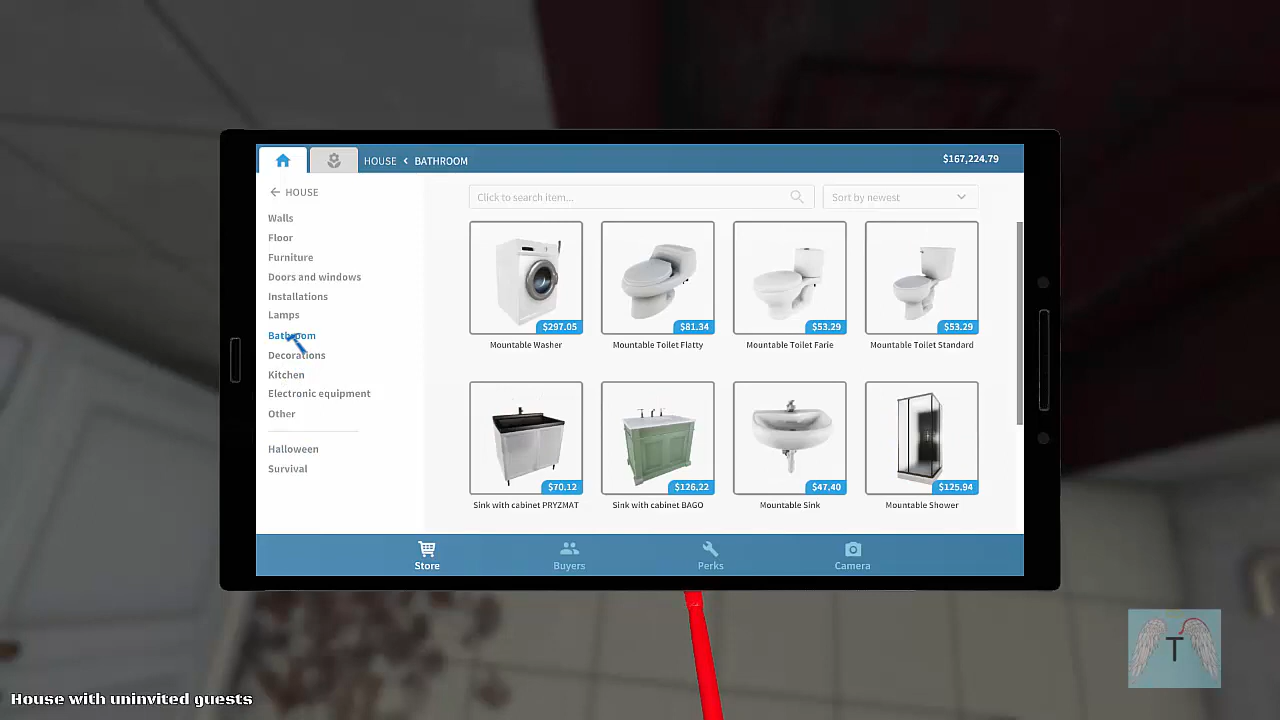 HOUSE < BATHROOM
$167,224.79
HOUSE
Click to search item...
Sort by newest
Walls
Floor
Furniture
Doors and windows
Installations
Lamps
Bathroom
Decorations
Kitchen
Electronic equipment
Other
Halloween
Survival
$297.05
$81.34
$53.29
$53.29
Mountable Washer
Mountable Toilet Flatty
Mountable Toilet Farie
Mountable Toilet Standard
$70.12
$126.22
$47.40
$125.94
Sink with cabinet PRYZMAT
Sink with cabinet BAGO
Mountable Sink
Mountable Shower
Store
Buyers
Perks
Camera
T
House with uninvited guests